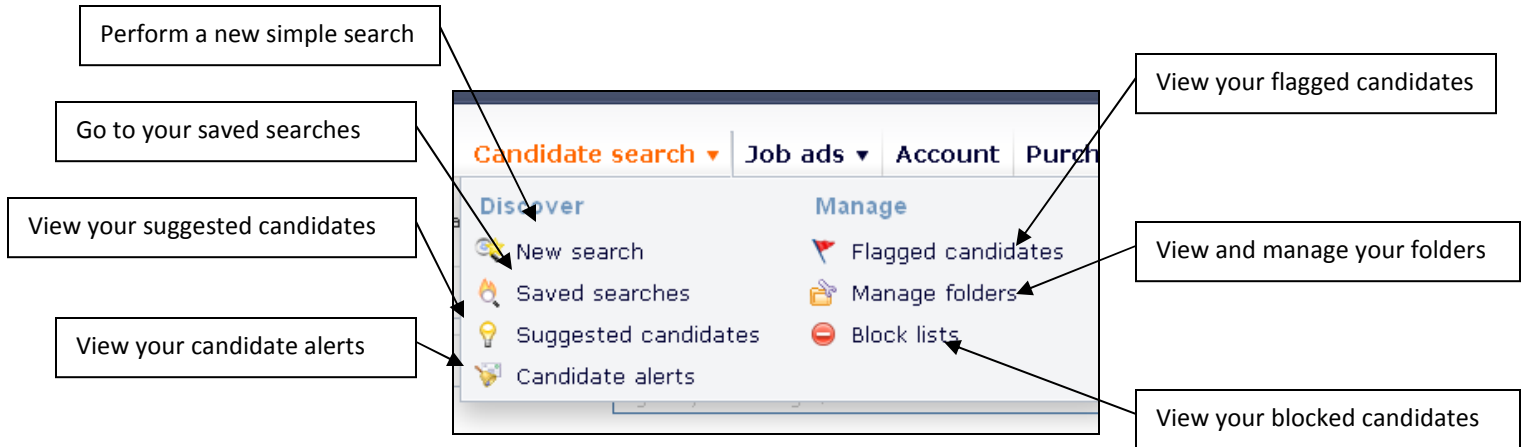 Perform a new simple search
Go to your saved searches
View your suggested candidates
View your candidate alerts
Candidate search ▾ Job ads ▾ Account Purch
Discover
New search
Saved searches
Suggested candidates
Candidate alerts
Manage
Flagged candidates
Manage folders
Block lists
View your flagged candidates
View and manage your folders
View your blocked candidates